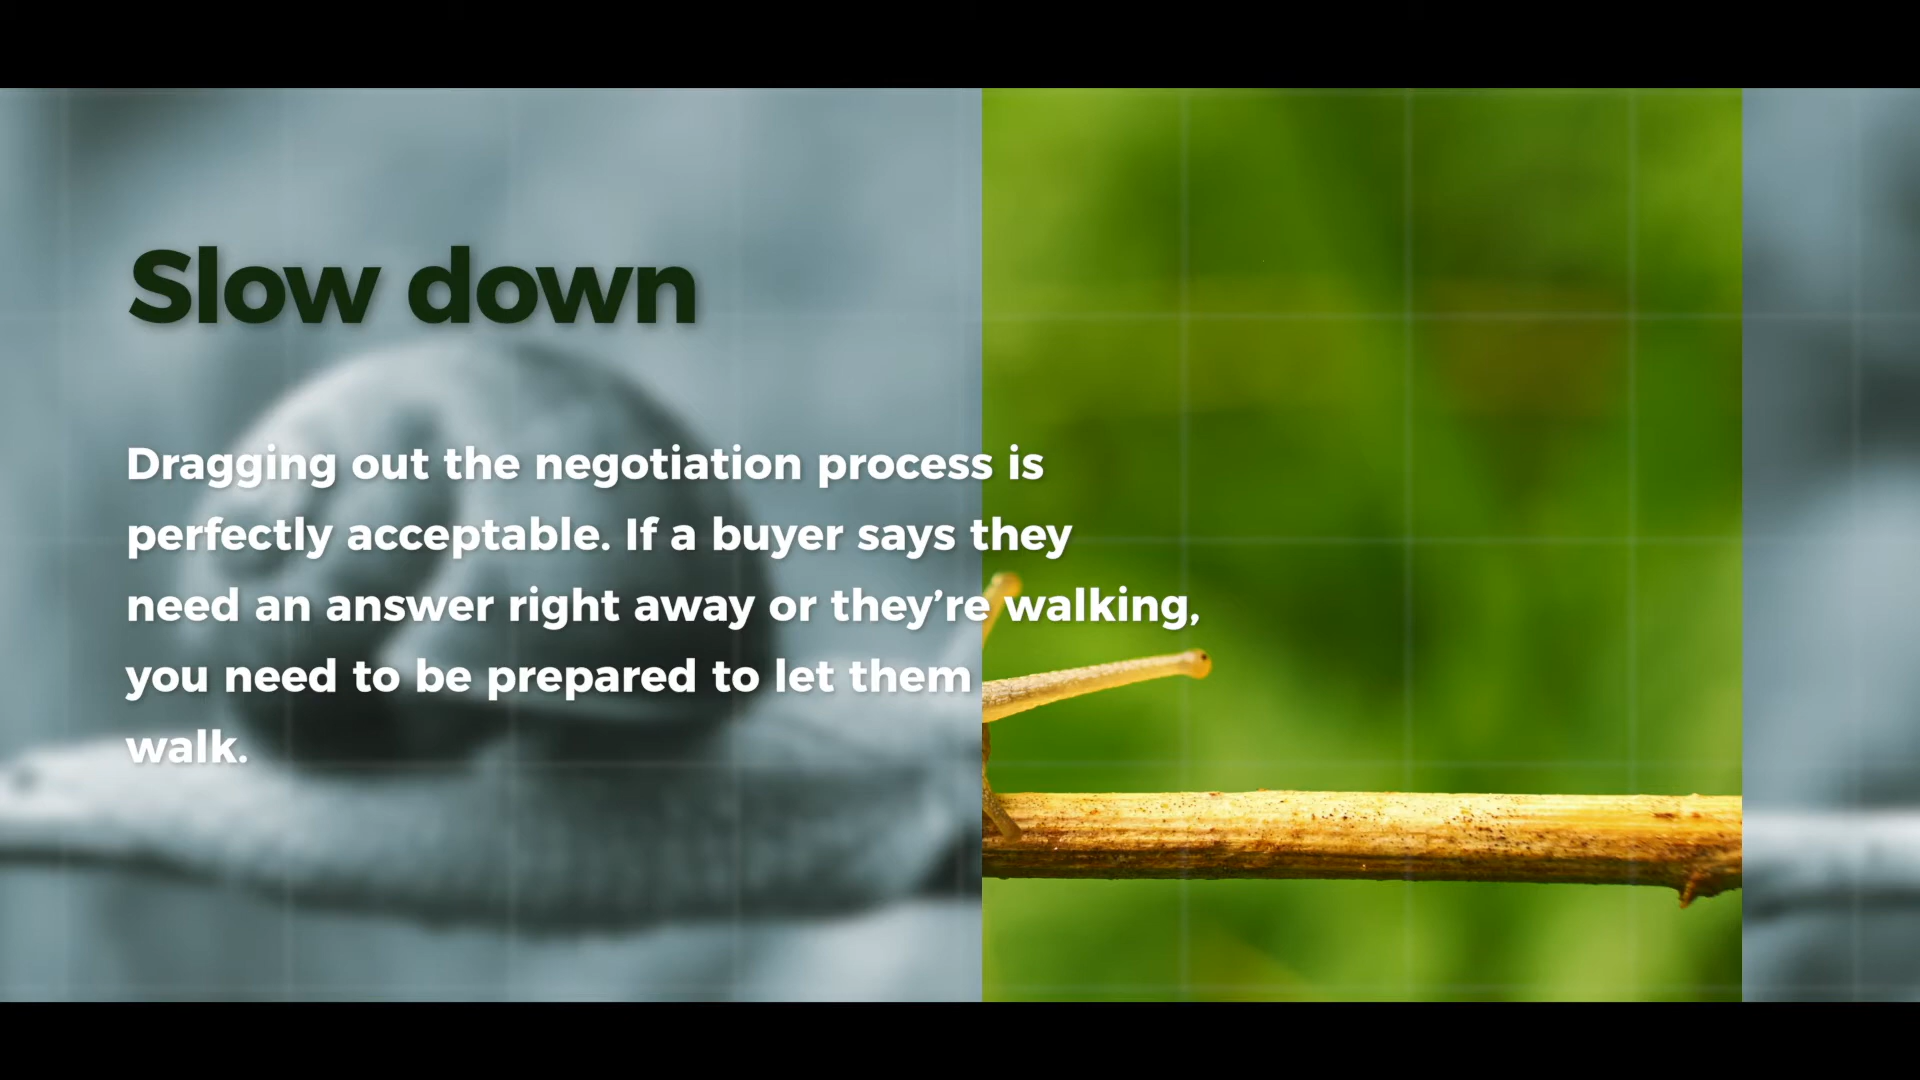 Slow down
Dragging out the negotiation process is
perfectly acceptable. If a buyer says they
need an answer right away or they’re walking,
you need to be prepared to let them
walk.